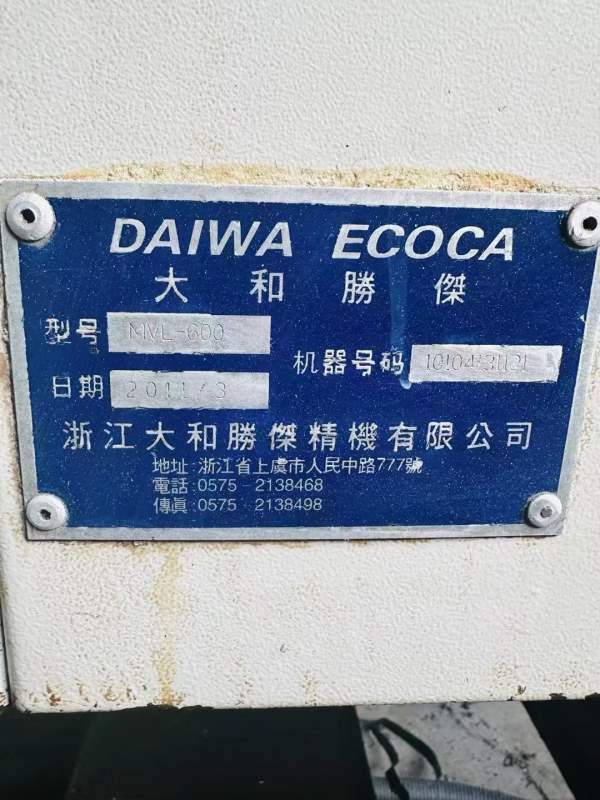 DAIWA ECOCA
大和勝傑
型号 MVL-600
机器号码
日期 2011/3
浙江大和勝傑精機有限公司
地址:浙江省上虞市人民中路777號
電話:0575-2138468
傳眞:0575-2138498